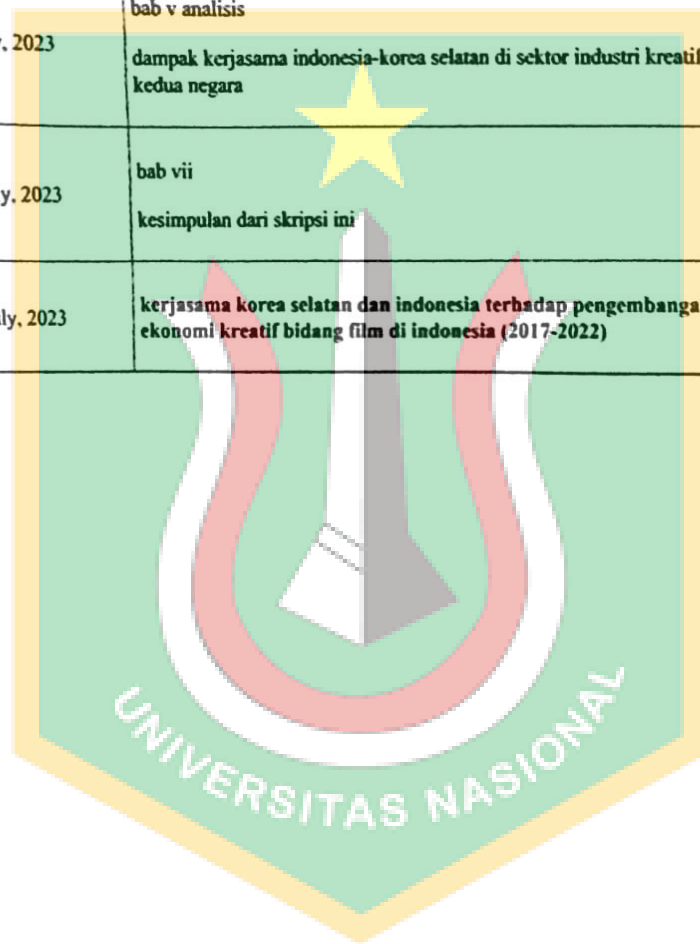 bab v analisis
, 2023
dampak kerjasama indonesia-korea selatan di sektor industri kreatif
kedua negara
bab vii
y, 2023
kesimpulan dari skripsi ini
kerjasama korea selatan dan indonesia terhadap
ly, 2023
ekonomi kreatif bidang film di indonesia (2017-2022)
UNIVERSITAS NASIONAL